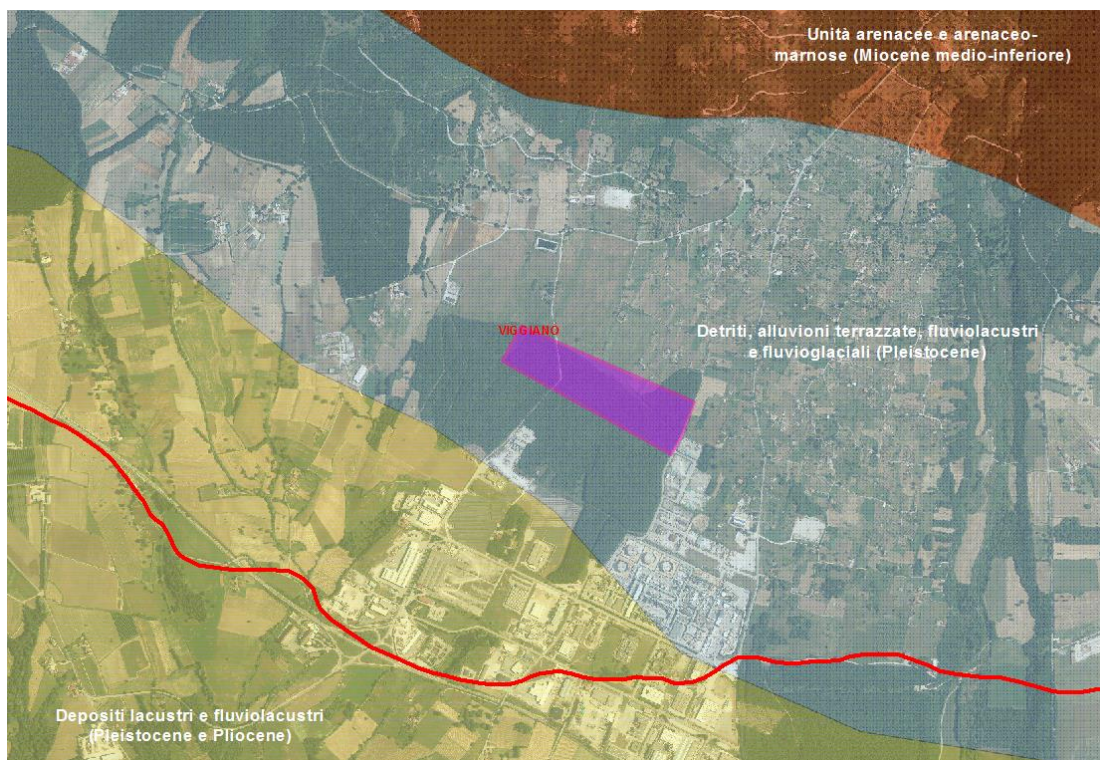 Unità arenacee e arenaceo-
marnose (Miocene medio-inferiore)
VIGGIANO
Detriti, alluvioni terrazzate, fluviolacustri
e fluvioglaciali (Pleistocene)
Depositi lacustri e fluviolacustri
(Pleistocene e Pliocene)